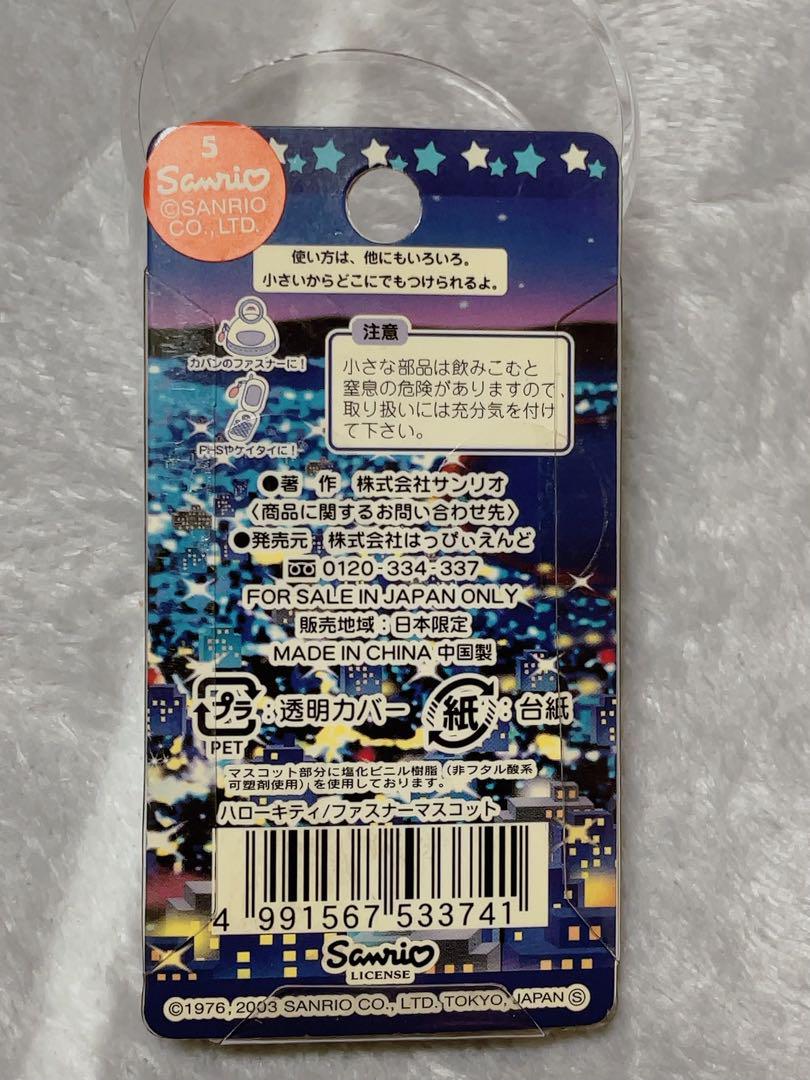 5
Sanrio
©SANRIO
CO.,LTD.
使い方は、他にもいろいろ。
小さいからどこにでもつけられるよ。
カバンのファスナーに!
PHSやケイタイに!
注意
小さな部品は飲みこむと
窒息の危険がありますので、
取り扱いには充分気を付け
て下さい。
●著 作 株式会社サンリオ
〈商品に関するお問い合わせ先〉
●発売元 株式会社はっぴぃえんど
0120-334-337
FOR SALE IN JAPAN ONLY
販売地域:日本限定
MADE IN CHINA 中国製
プラ:透明カバー 紙:台紙
PET
マスコット部分に塩化ビニル樹脂(非フタル酸系
可塑剤使用)を使用しております。
ハローキティ/ファスナーマスコット
4 991567 533741
Sanrio
LICENSE
©1976, 2003 SANRIO CO., LTD. TOKYO, JAPAN Ⓢ